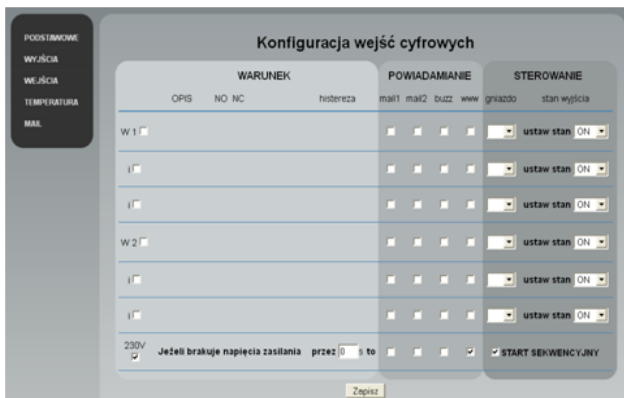 PODSTAWOWE
WYJŚCIA
WEJŚCIA
TEMPERATURA
MAIL
Konfiguracja wejść cyfrowych
WARUNEK POWIADAMIANIE STEROWANIE
OPIS NO NC histereza mail1 mail2 buzz www gniazdo stan wyjścia
W 1 ustaw stan ON
i ustaw stan ON
i ustaw stan ON
W 2 ustaw stan ON
i ustaw stan ON
i ustaw stan ON
230V Jeżeli brakuje napięcia zasilania przez 0 s to START SEKWENCYJNY
Zapisz